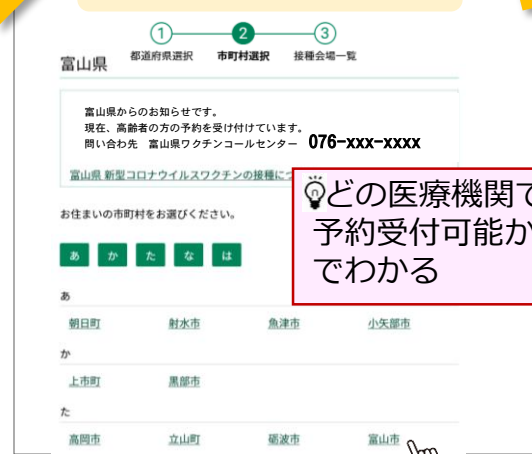 ① ② ③
富山県 都道府県選択 市町村選択 接種会場一覧
富山県からのお知らせです。
現在、高齢者の方の予約を受け付けています。
問い合わせ先 富山県ワクチンコールセンター 076-xxx-xxxx
富山県 新型コロナウイルスワクチンの接種に
どの医療機関で
予約受付可能か
でわかる
お住まいの市町村をお選びください。
あ か た な は
あ
朝日町 射水市 魚津市 小矢部市
か
上市町 黒部市
た
高岡市 立山町 砺波市 富山市